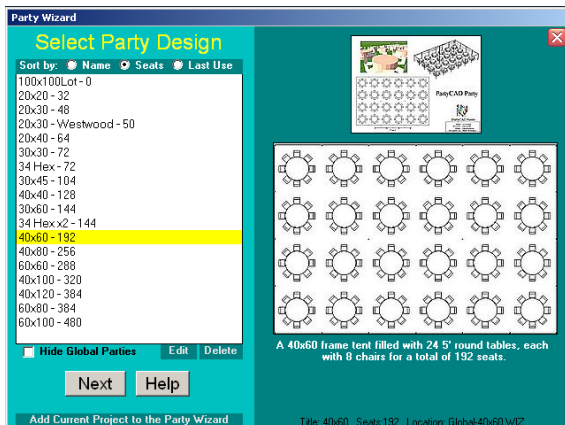 Party Wizard
Select Party Design
Sort by: Name Seats Last Use
100x100Lot - 0
20x20 - 32
20x30 - 48
20x30 - Westwood - 50
20x40 - 64
30x30 - 72
34 Hex - 72
30x45 - 104
40x40 - 128
30x60 - 144
34 Hex x2 - 144
40x60 - 192
40x80 - 256
60x60 - 288
40x100 - 320
40x120 - 384
60x80 - 384
60x100 - 480
Hide Global Parties Edit Delete
Next Help
Add Current Project to the Party Wizard
PartyCAD Party
A 40x60 frame tent filled with 24 5' round tables, each
with 8 chairs for a total of 192 seats.
Title: 40x60 Seats:192 Location: Global-40x60.WIZ